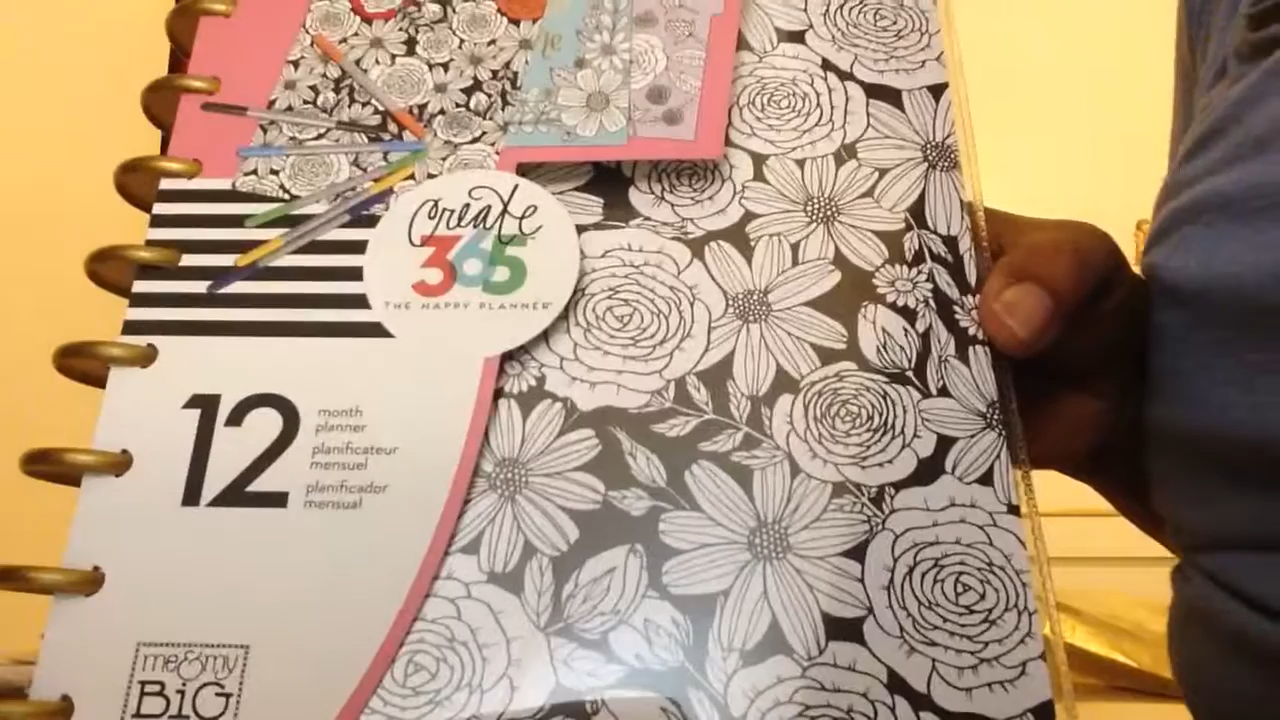 Create
365
THE HAPPY PLANNER
12
month
planner
planificateur
mensuel
planificador
mensual
me&my
BiG